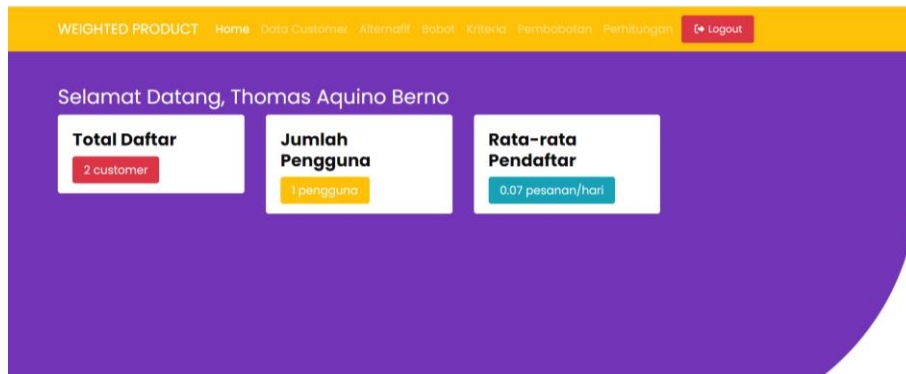 WEIGHTED PRODUCT Home Data Customer Alternatif Bobot Kriteria Pembobotan Perhitungan Logout
Selamat Datang, Thomas Aquino Berno
Total Daftar
2 customer
Jumlah
Pengguna
1 pengguna
Rata-rata
Pendaftar
0.07 pesanan/hari